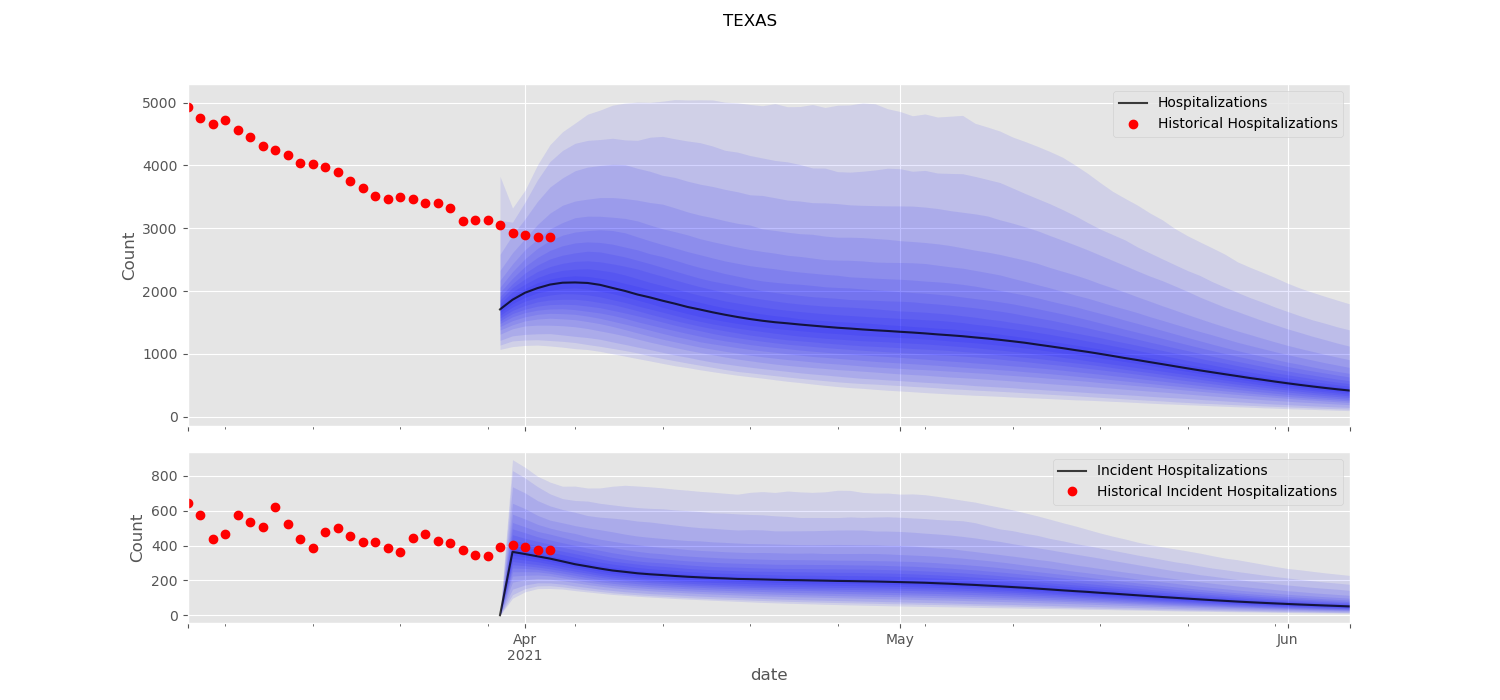 TEXAS
Hospitalizations
Historical Hospitalizations
Count
5000
4000
3000
2000
1000
0
Incident Hospitalizations
Historical Incident Hospitalizations
Count
800
600
400
200
0
Apr
2021
May
Jun
date